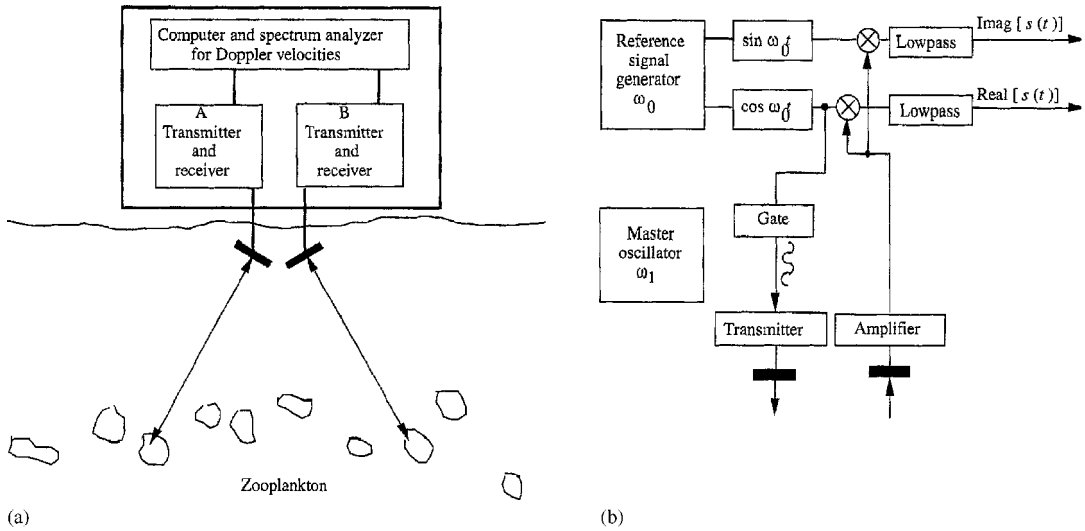 Computer and spectrum analyzer
for Doppler velocities
A
Transmitter
and
receiver
B
Transmitter
and
receiver
Zooplankton
(a)
Reference
signal
generator
ω0
sin ω0t
cos ω0t
Lowpass
Imag [ s (t )]
Lowpass
Real [ s (t )]
Gate
Master
oscillator
ω1
Transmitter
Amplifier
(b)